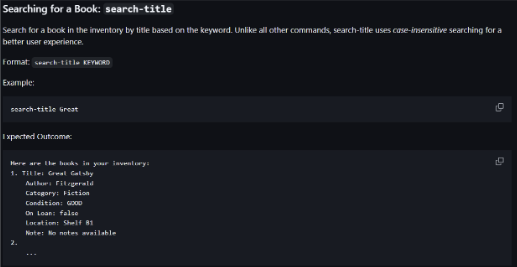 Searching for a Book: search-title
Search for a book in the inventory by title based on the keyword. Unlike all other commands, search-title uses case-insensitive searching for a
better user experience.
Format: search-title KEYWORD
Example:
search-title Great
Expected Outcome:
Here are the books in your inventory:
1. Title: Great Gatsby
Author: Fitzgerald
Category: Fiction
Condition: GOOD
On Loan: false
Location: Shelf B1
Note: No notes available
2.
...